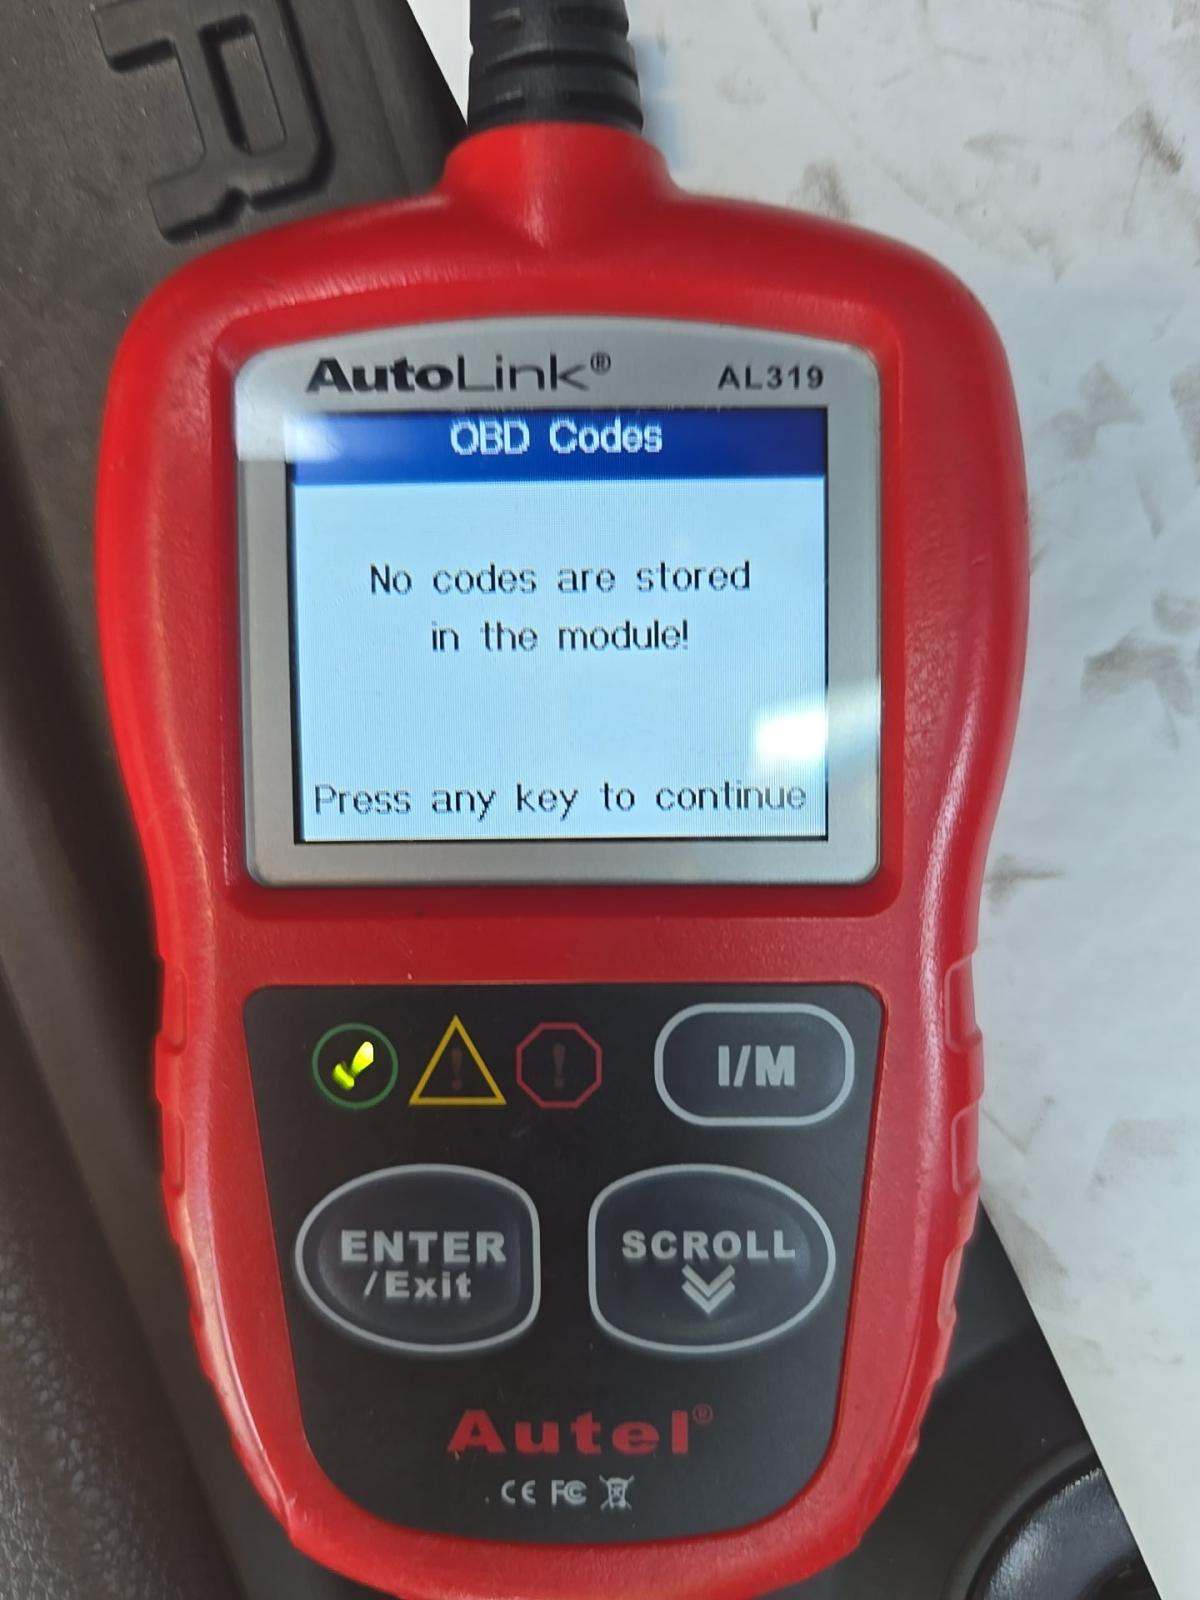 AutoLink® AL319
OBD Codes
No codes are stored
in the module!
Press any key to continue
I/M
ENTER
/Exit
SCROLL
Autel®
CE FC